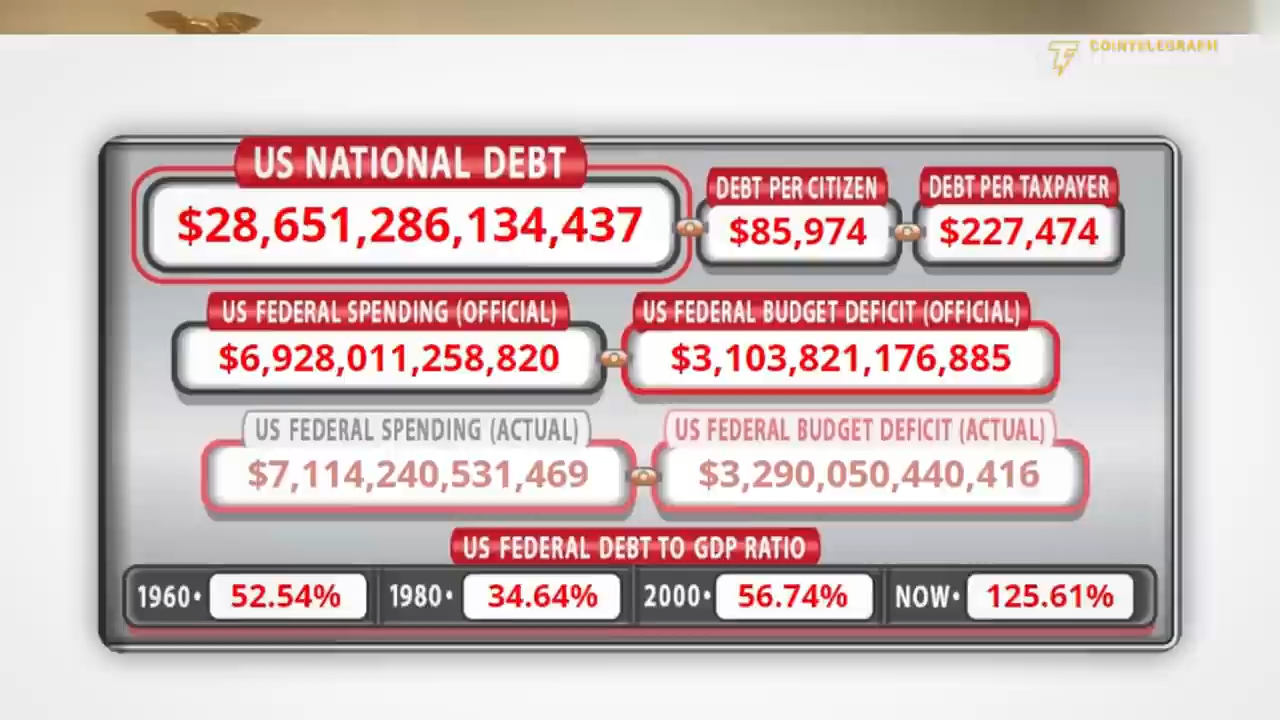 COINTELEGRAPH
US NATIONAL DEBT
$28,651,286,134,437
DEBT PER CITIZEN
$85,974
DEBT PER TAXPAYER
$227,474
US FEDERAL SPENDING (OFFICIAL)
$6,928,011,258,820
US FEDERAL BUDGET DEFICIT (OFFICIAL)
$3,103,821,176,885
US FEDERAL SPENDING (ACTUAL)
$7,114,240,531,469
US FEDERAL BUDGET DEFICIT (ACTUAL)
$3,290,050,440,416
US FEDERAL DEBT TO GDP RATIO
1960• 52.54% 1980• 34.64% 2000• 56.74% NOW• 125.61%